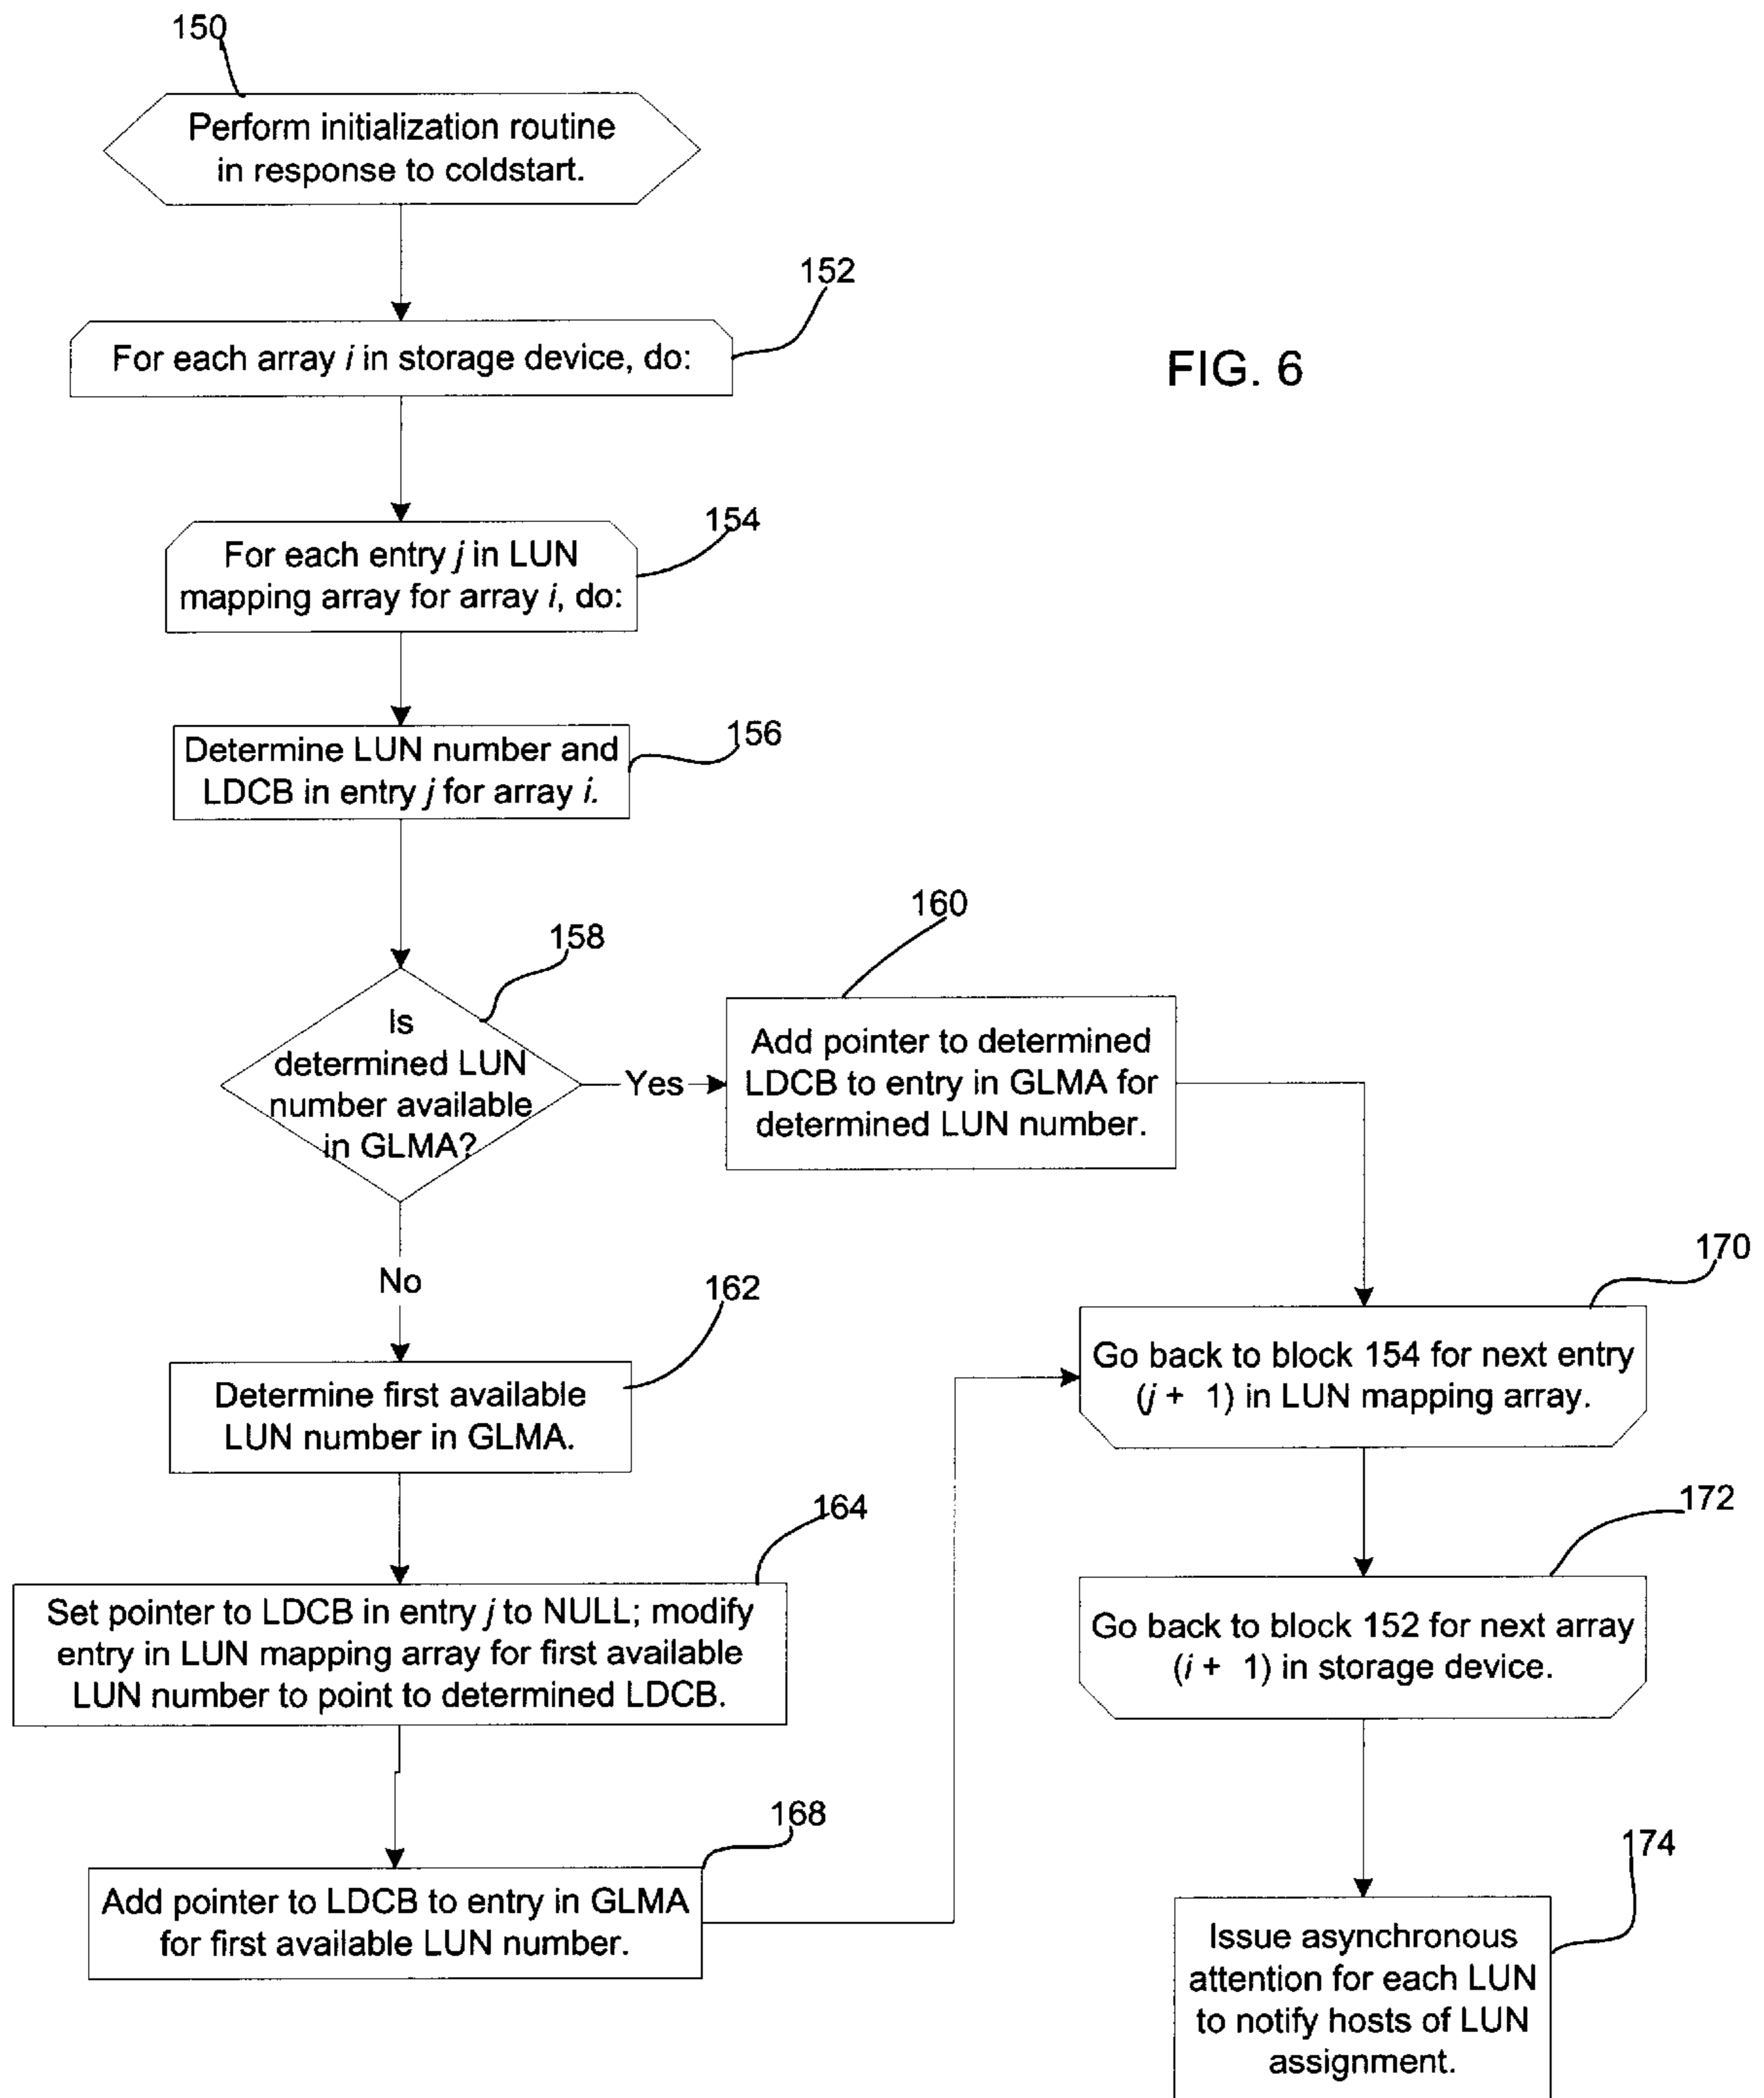 150
Perform initialization routine
in response to coldstart.
152
For each array i in storage device, do:
FIG. 6
154
For each entry j in LUN
mapping array for array i, do:
156
Determine LUN number and
LDCB in entry j for array i.
158
Is
determined LUN
number available
in GLMA?
Yes
160
Add pointer to determined
LDCB to entry in GLMA for
determined LUN number.
No
162
Determine first available
LUN number in GLMA.
164
Set pointer to LDCB in entry j to NULL; modify
entry in LUN mapping array for first available
LUN number to point to determined LDCB.
168
Add pointer to LDCB to entry in GLMA
for first available LUN number.
170
Go back to block 154 for next entry
(j + 1) in LUN mapping array.
172
Go back to block 152 for next array
(i + 1) in storage device.
174
Issue asynchronous
attention for each LUN
to notify hosts of LUN
assignment.